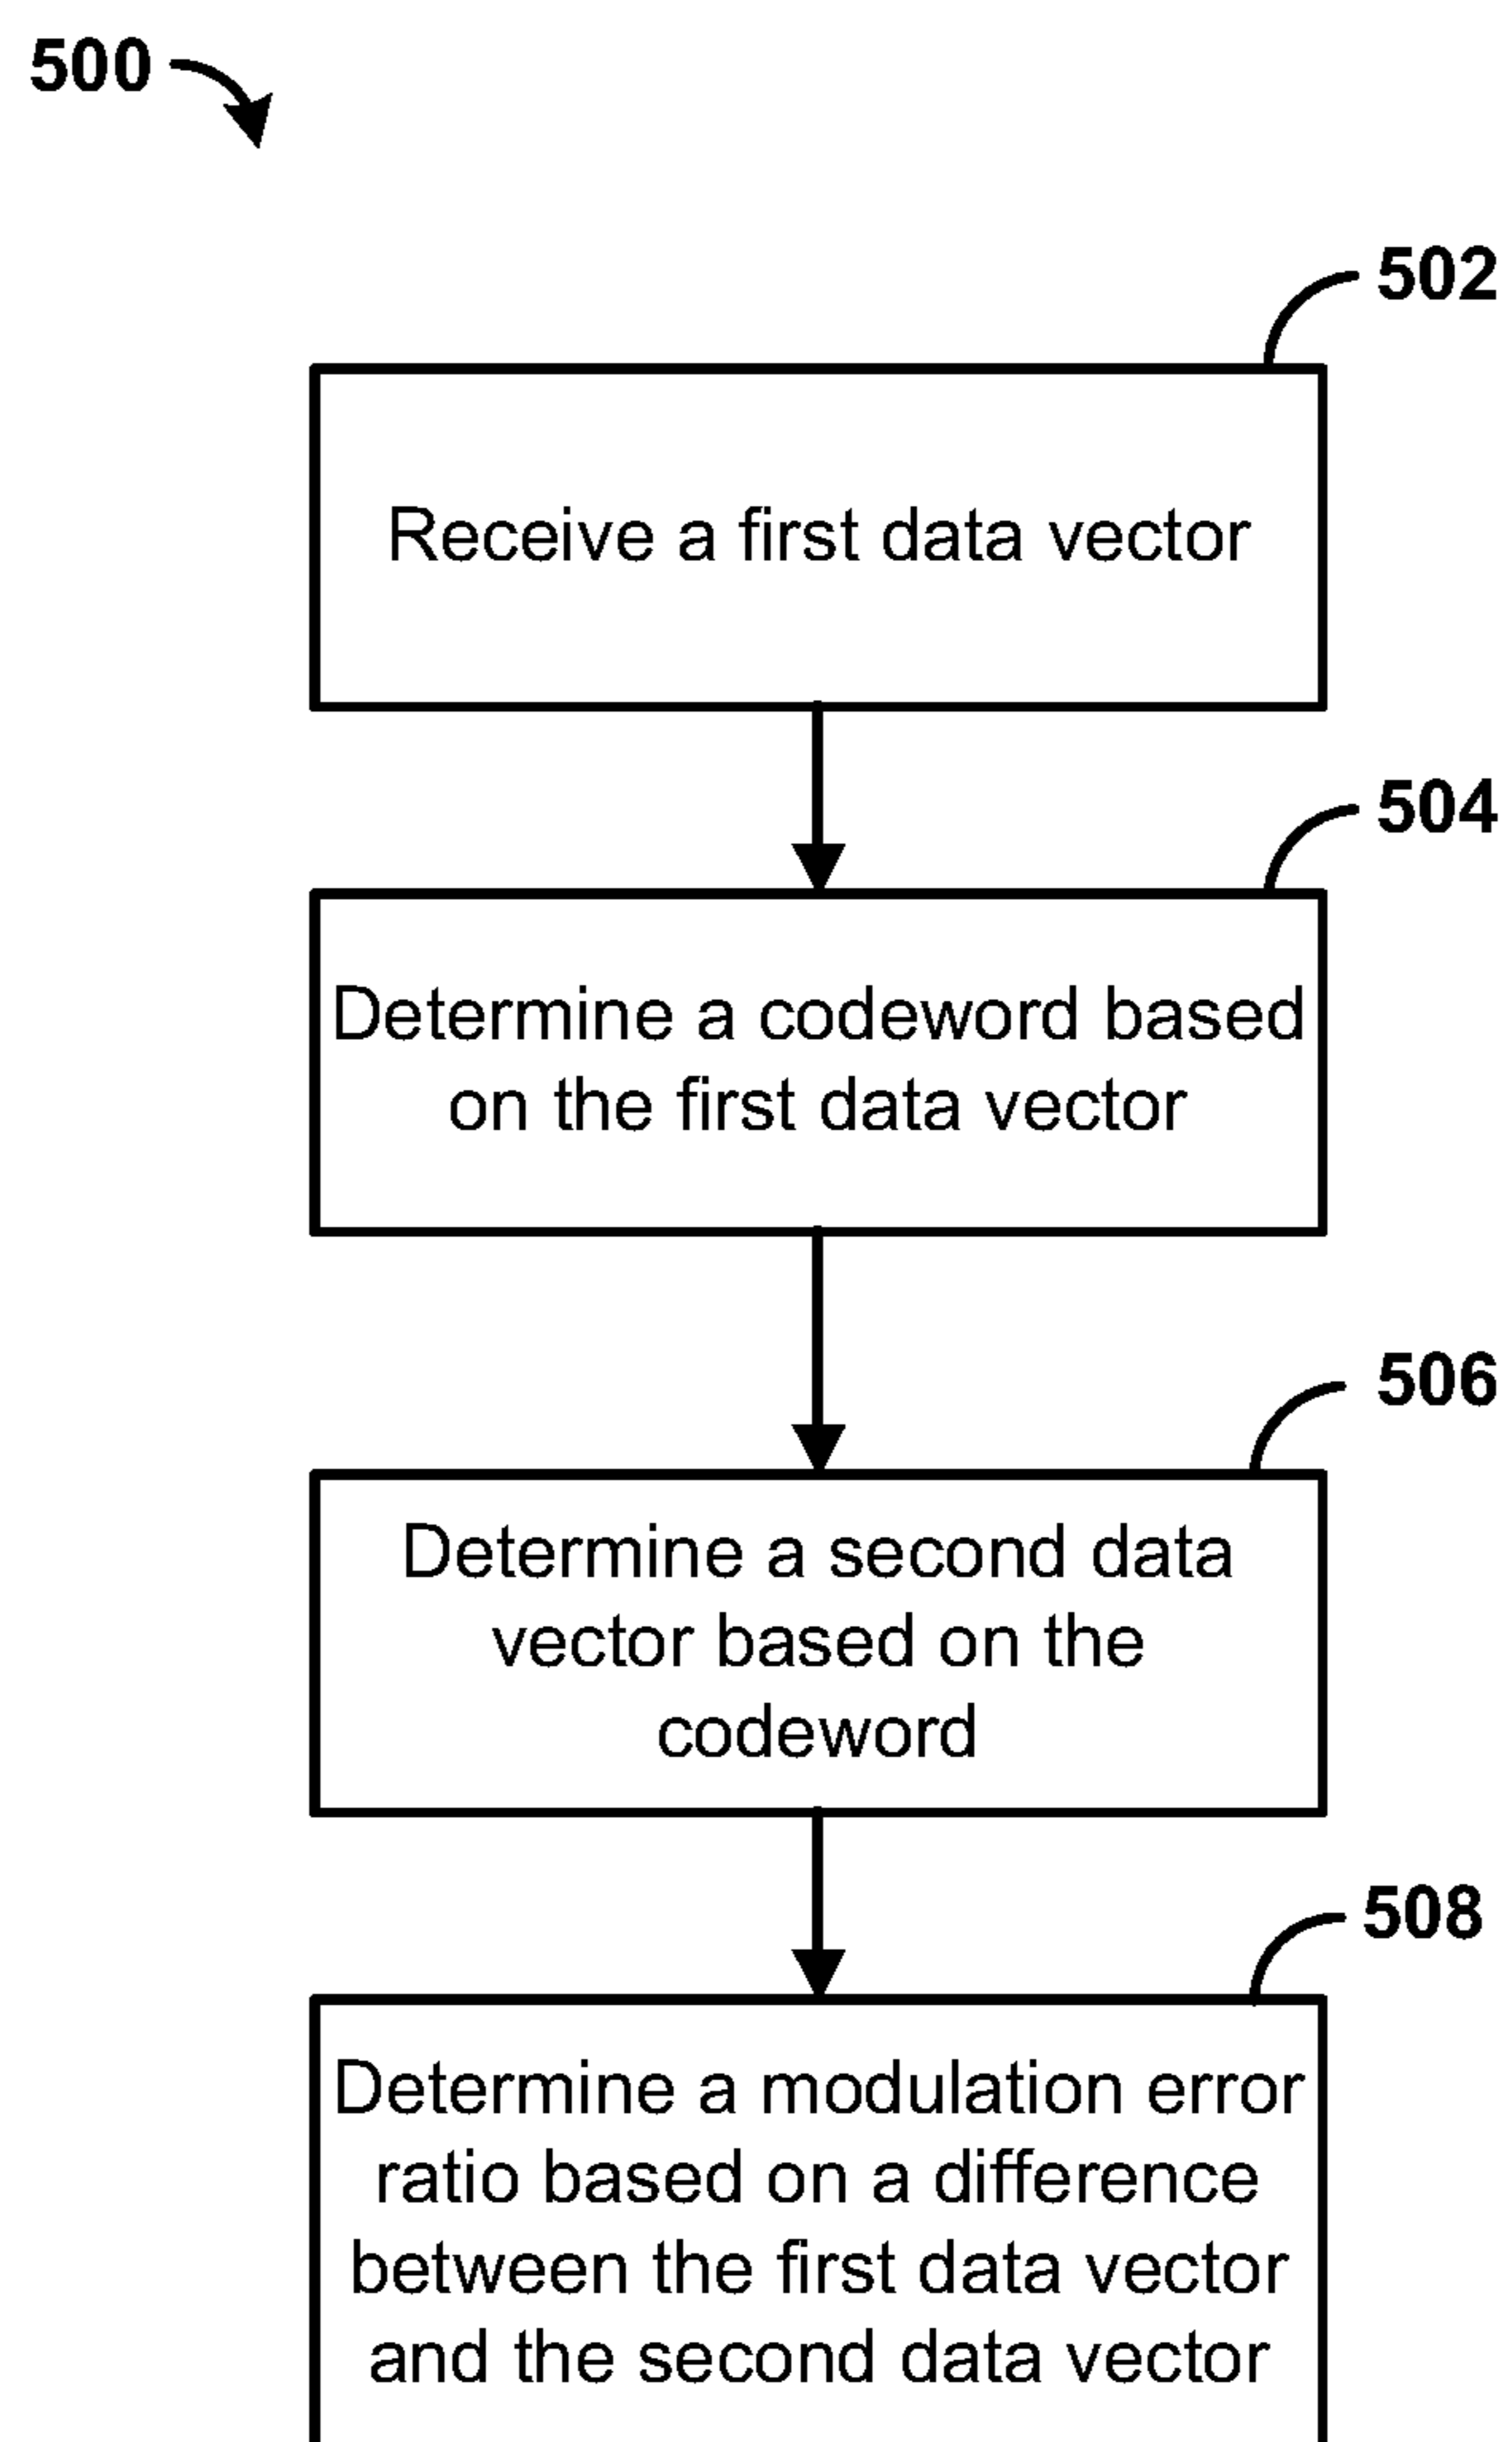 500
502
Receive a first data vector
504
Determine a codeword based
on the first data vector
506
Determine a second data
vector based on the
codeword
508
Determine a modulation error
ratio based on a difference
between the first data vector
and the second data vector